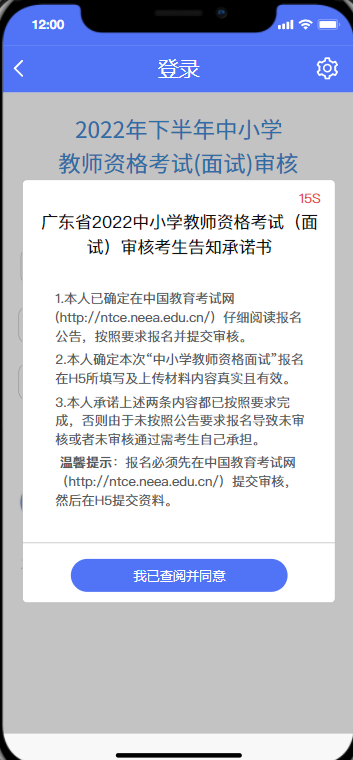 12:00
登录
2022年下半年中小学
教师资格考试(面试)审核
15S
广东省2022中小学教师资格考试（面
试）审核考生告知承诺书
1.本人已确定在中国教育考试网
(http://ntce.neea.edu.cn/）仔细阅读报名
公告，按照要求报名并提交审核。
2.本人确定本次“中小学教师资格面试”报名
在H5所填写及上传材料内容真实且有效。
3.本人承诺上述两条内容都已按照要求完
成，否则由于未按照公告要求报名导致未审
核或者未审核通过需考生自己承担。
温馨提示：报名必须先在中国教育考试网
（http://ntce.neea.edu.cn/）提交审核，
然后在H5提交资料。
我已查阅并同意